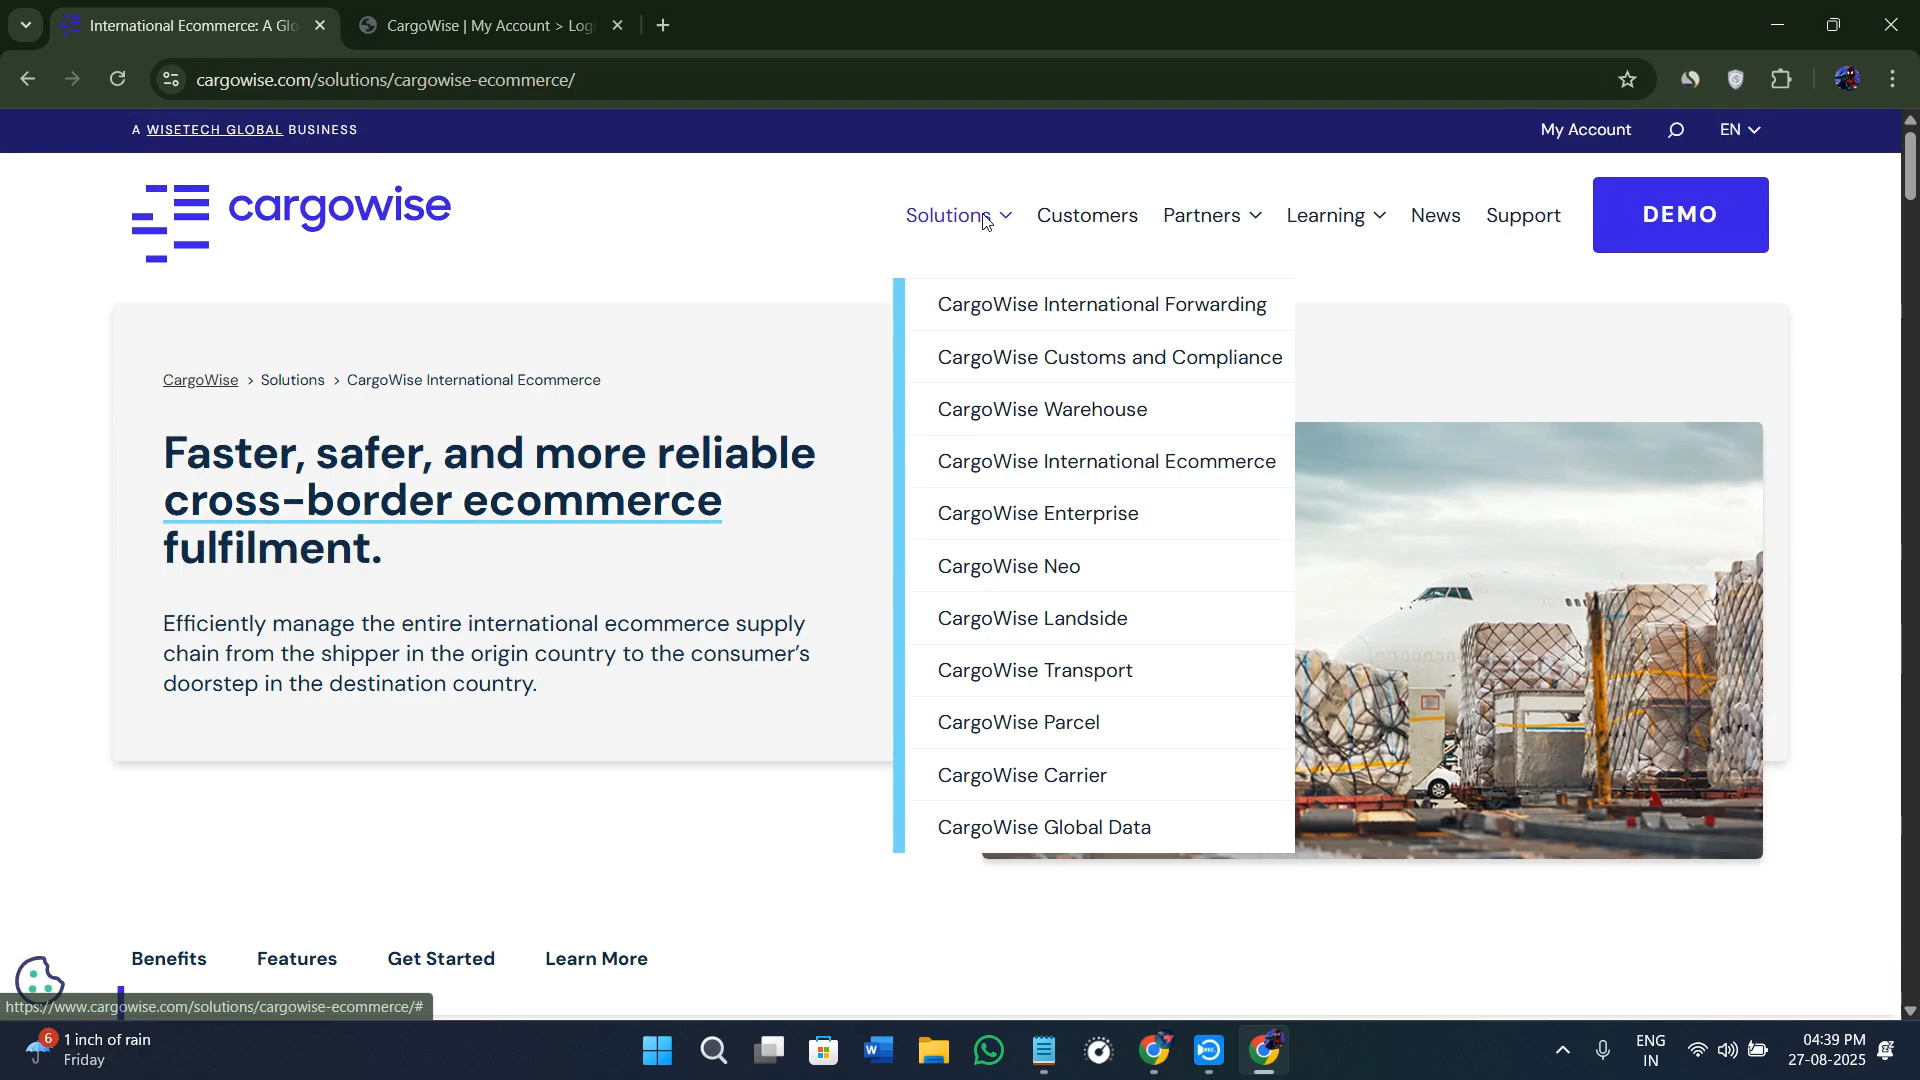 International Ecommerce: A Glo
CargoWise | My Account > Logi
cargowise.com/solutions/cargowise-ecommerce/
A WISETECH GLOBAL BUSINESS
My Account
EN
cargowise
Solutions
Customers
Partners
Learning
News
Support
DEMO
CargoWise International Forwarding
CargoWise Customs and Compliance
CargoWise Warehouse
CargoWise International Ecommerce
CargoWise Enterprise
CargoWise Neo
CargoWise Landside
CargoWise Transport
CargoWise Parcel
CargoWise Carrier
CargoWise Global Data
CargoWise > Solutions > CargoWise International Ecommerce
Faster, safer, and more reliable
cross-border ecommerce
fulfilment.
Efficiently manage the entire international ecommerce supply
chain from the shipper in the origin country to the consumer's
doorstep in the destination country.
Benefits
Features
Get Started
Learn More
https://www.cargowise.com/solutions/cargowise-ecommerce/#
6
1 inch of rain
Friday
ENG
IN
04:39 PM
27-08-2025